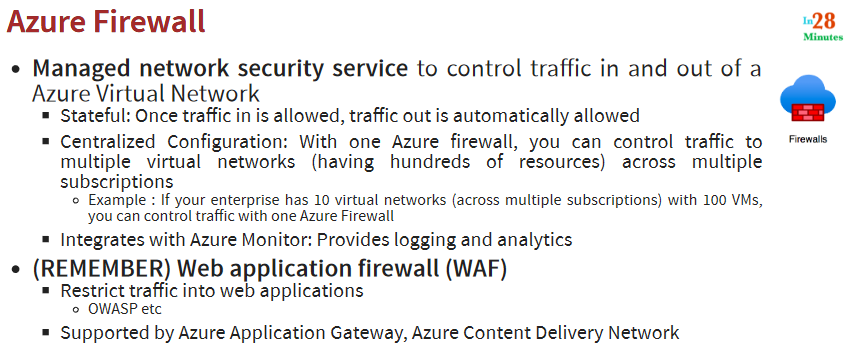 Azure Firewall
In 28
Minutes
• Managed network security service to control traffic in and out of a
Azure Virtual Network
▪ Stateful: Once traffic in is allowed, traffic out is automatically allowed
▪ Centralized Configuration: With one Azure firewall, you can control traffic to
multiple virtual networks (having hundreds of resources) across multiple
subscriptions
◦ Example : If your enterprise has 10 virtual networks (across multiple subscriptions) with 100 VMs,
you can control traffic with one Azure Firewall
▪ Integrates with Azure Monitor: Provides logging and analytics
• (REMEMBER) Web application firewall (WAF)
▪ Restrict traffic into web applications
◦ OWASP etc
▪ Supported by Azure Application Gateway, Azure Content Delivery Network
Firewalls